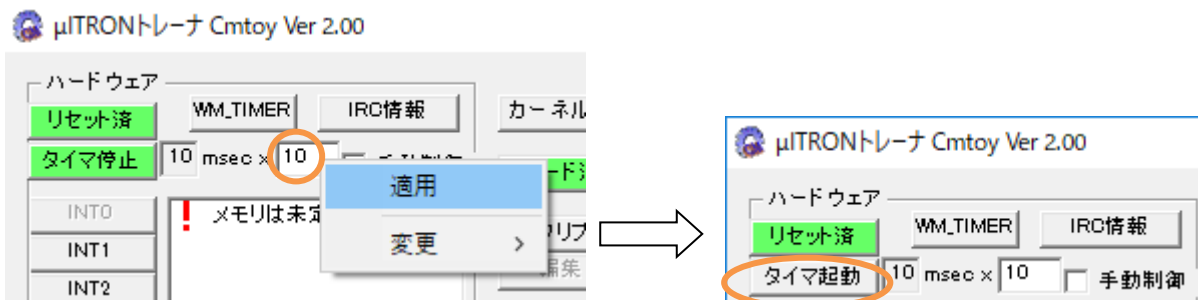 μITRONトレーナ Cmtoy Ver 2.00
ハードウェア
リセット済
WM_TIMER
IRC情報
カーネル
タイマ停止
10 msec x 10
適用
変更 >
INT0
INT1
INT2
! メモリは未定
編集
μITRONトレーナ Cmtoy Ver 2.00
ハードウェア
リセット済
WM_TIMER
IRC情報
タイマ起動
10 msec x 10
手動制御